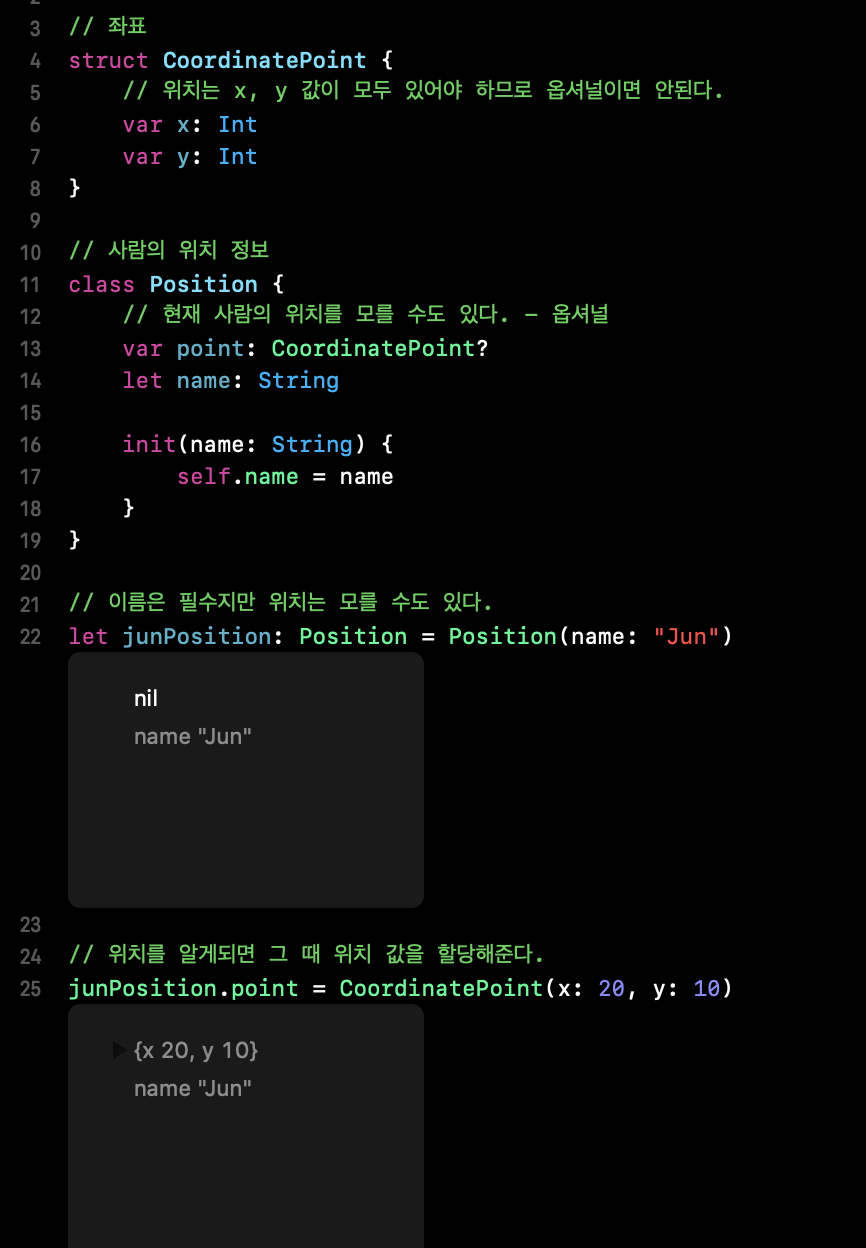 3 // 좌표
4 struct CoordinatePoint {
5 // 위치는 x, y 값이 모두 있어야 하므로 옵셔널이면 안된다.
6 var x: Int
7 var y: Int
8 }
9
10 // 사람의 위치 정보
11 class Position {
12 // 현재 사람의 위치를 모를 수도 있다. - 옵셔널
13 var point: CoordinatePoint?
14 let name: String
15
16 init(name: String) {
17 self.name = name
18 }
19 }
20
21 // 이름은 필수지만 위치는 모를 수도 있다.
22 let junPosition: Position = Position(name: "Jun")
nil
name "Jun"
23
24 // 위치를 알게되면 그 때 위치 값을 할당해준다.
25 junPosition.point = CoordinatePoint(x: 20, y: 10)
{x 20, y 10}
name "Jun"